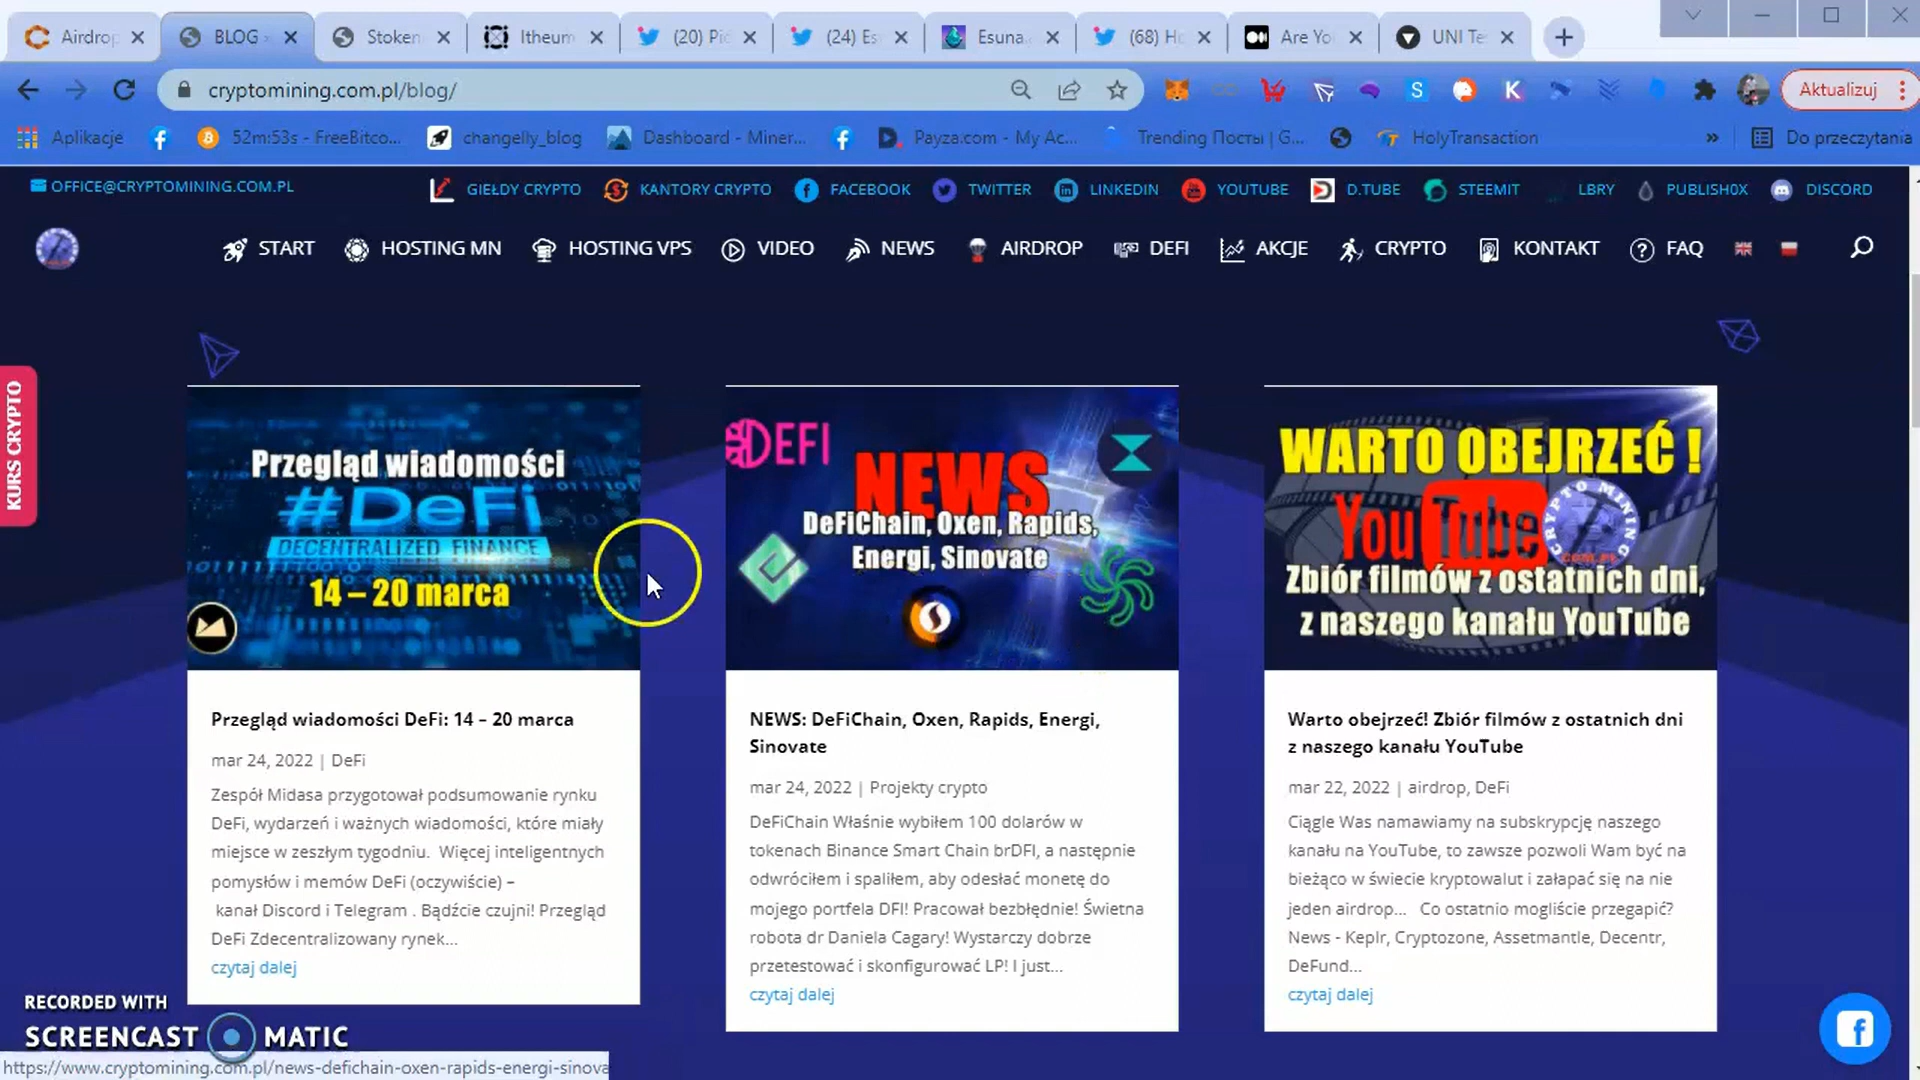 Airdrop
BLOG
Stoken
Itheum
(20) Pi
(24) Es
Esuna
(68) H
Are Yo
UNI Te
cryptomining.com.pl/blog/
S
K
Aktualizuj
Aplikacje
52m:53s - FreeBitco...
changelly_blog
Dashboard - Miner...
Payza.com - My Ac...
Trending Посты | G...
HolyTransaction
»
Do przeczytania
OFFICE@CRYPTOMINING.COM.PL
GIEŁDY CRYPTO
KANTORY CRYPTO
FACEBOOK
TWITTER
LINKEDIN
YOUTUBE
D.TUBE
STEEMIT
LBRY
PUBLISH0X
DISCORD
START
HOSTING MN
HOSTING VPS
VIDEO
NEWS
AIRDROP
DEFI
AKCJE
CRYPTO
KONTAKT
FAQ
KURS CRYPTO
Przegląd wiadomości
#DeFi
DECENTRALIZED FINANCE
14 – 20 marca
DEFI
NEWS
DeFiChain, Oxen, Rapids,
Energi, Sinovate
WARTO OBEJRZEĆ !
YouTube
CRYPTO MINING
COM.PL
Zbiór filmów z ostatnich dni,
z naszego kanału YouTube
Przegląd wiadomości DeFi: 14 – 20 marca
mar 24, 2022 | DeFi
Zespół Midasa przygotował podsumowanie rynku
DeFi, wydarzeń i ważnych wiadomości, które miały
miejsce w zeszłym tygodniu. Więcej inteligentnych
pomysłów i memów DeFi (oczywiście) –
kanał Discord i Telegram . Bądźcie czujni! Przegląd
DeFi Zdecentralizowany rynek...
czytaj dalej
NEWS: DeFiChain, Oxen, Rapids, Energi,
Sinovate
mar 24, 2022 | Projekty crypto
DeFiChain Właśnie wybiłem 100 dolarów w
tokenach Binance Smart Chain brDFI, a następnie
odwróciłem i spaliłem, aby odesłać monetę do
mojego portfela DFI! Pracował bezbłędnie! Świetna
robota dr Daniela Cagary! Wystarczy dobrze
przetestować i skonfigurować LP! I just...
czytaj dalej
Warto obejrzeć! Zbiór filmów z ostatnich dni
z naszego kanału YouTube
mar 22, 2022 | airdrop, DeFi
Ciągle Was namawiamy na subskrypcję naszego
kanału na YouTube, to zawsze pozwoli Wam być na
bieżąco w świecie kryptowalut i załapać się na nie
jeden airdrop... Co ostatnio mogliście przegapić?
News - Keplr, Cryptozone, Assetmantle, Decentr,
DeFund...
czytaj dalej
RECORDED WITH
SCREENCAST MATIC
https://www.cryptomining.com.pl/news-defichain-oxen-rapids-energi-sinova